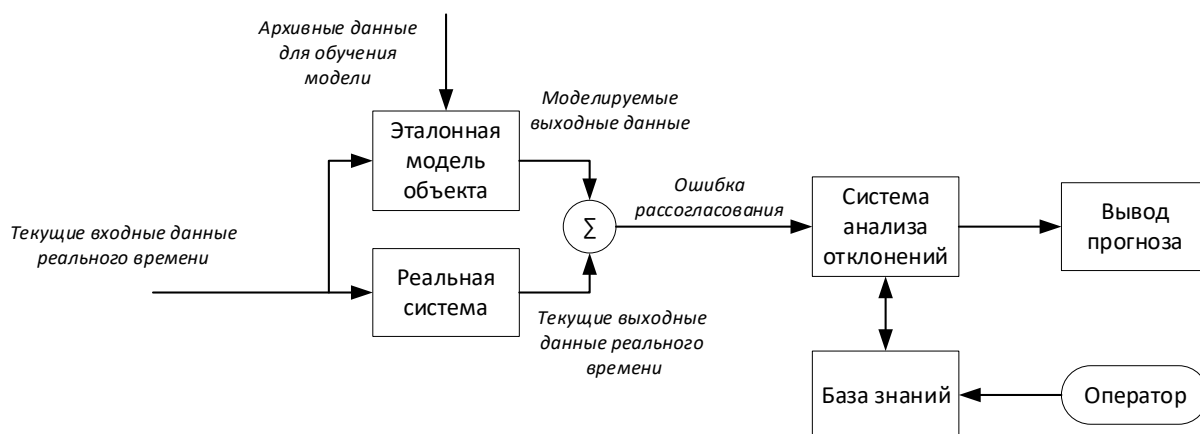 Архивные данные
для обучения
модели
Эталонная
модель
объекта
Моделируемые
выходные данные
Текущие входные данные
реального времени
Реальная
система
Σ
Текущие выходные
данные реального
времени
Ошибка
рассогласования
Система
анализа
отклонений
Вывод
прогноза
База знаний
Оператор